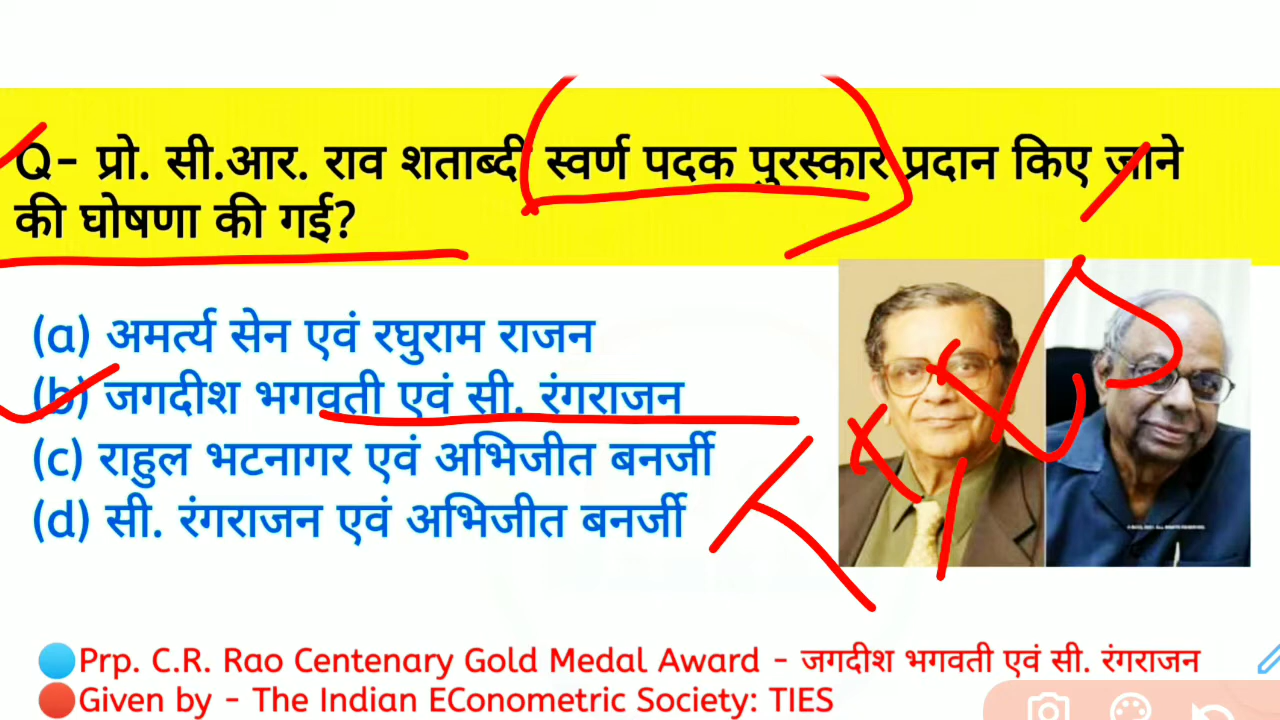 Q- प्रो. सी.आर. राव शताब्दी स्वर्ण पदक पुरस्कार प्रदान किए जाने
की घोषणा की गई?
(a) अमर्त्य सेन एवं रघुराम राजन
(b) जगदीश भगवती एवं सी. रंगराजन
(c) राहुल भटनागर एवं अभिजीत बनर्जी
(d) सी. रंगराजन एवं अभिजीत बनर्जी
Prp. C.R. Rao Centenary Gold Medal Award - जगदीश भगवती एवं सी. रंगराजन
Given by - The Indian EConometric Society: TIES